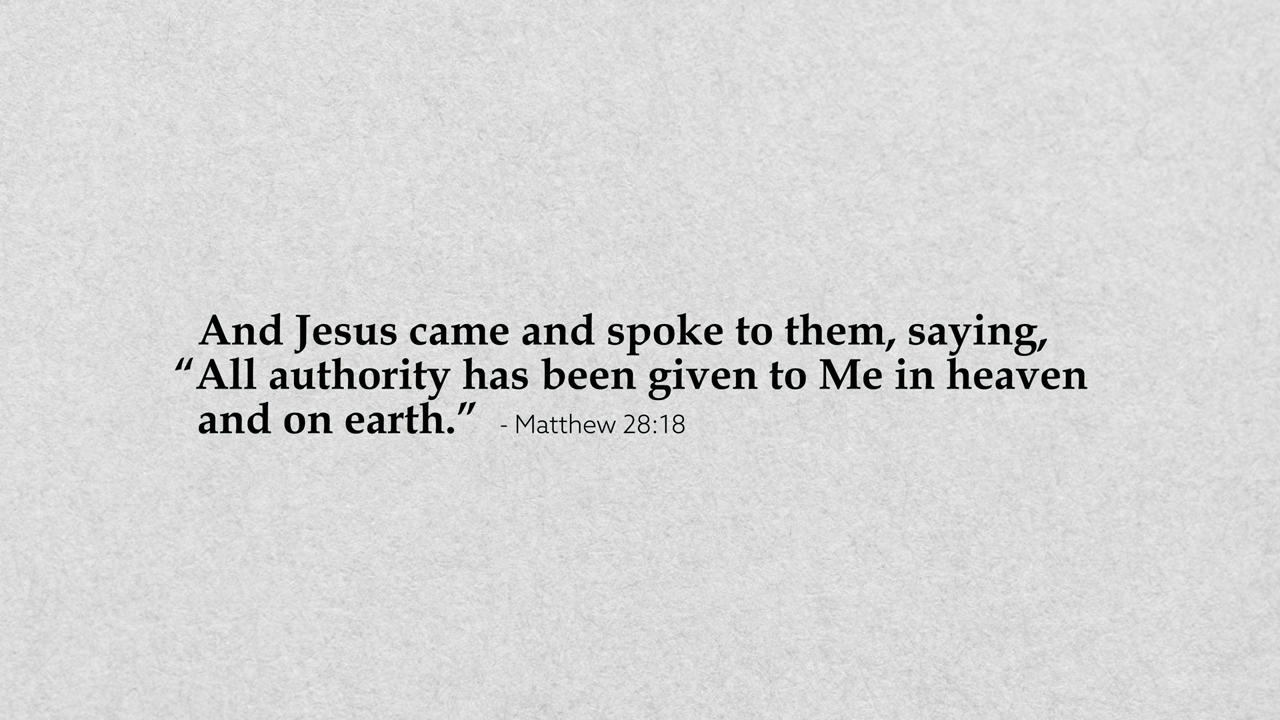 And Jesus came and spoke to them, saying,
“All authority has been given to Me in heaven
and on earth.” - Matthew 28:18